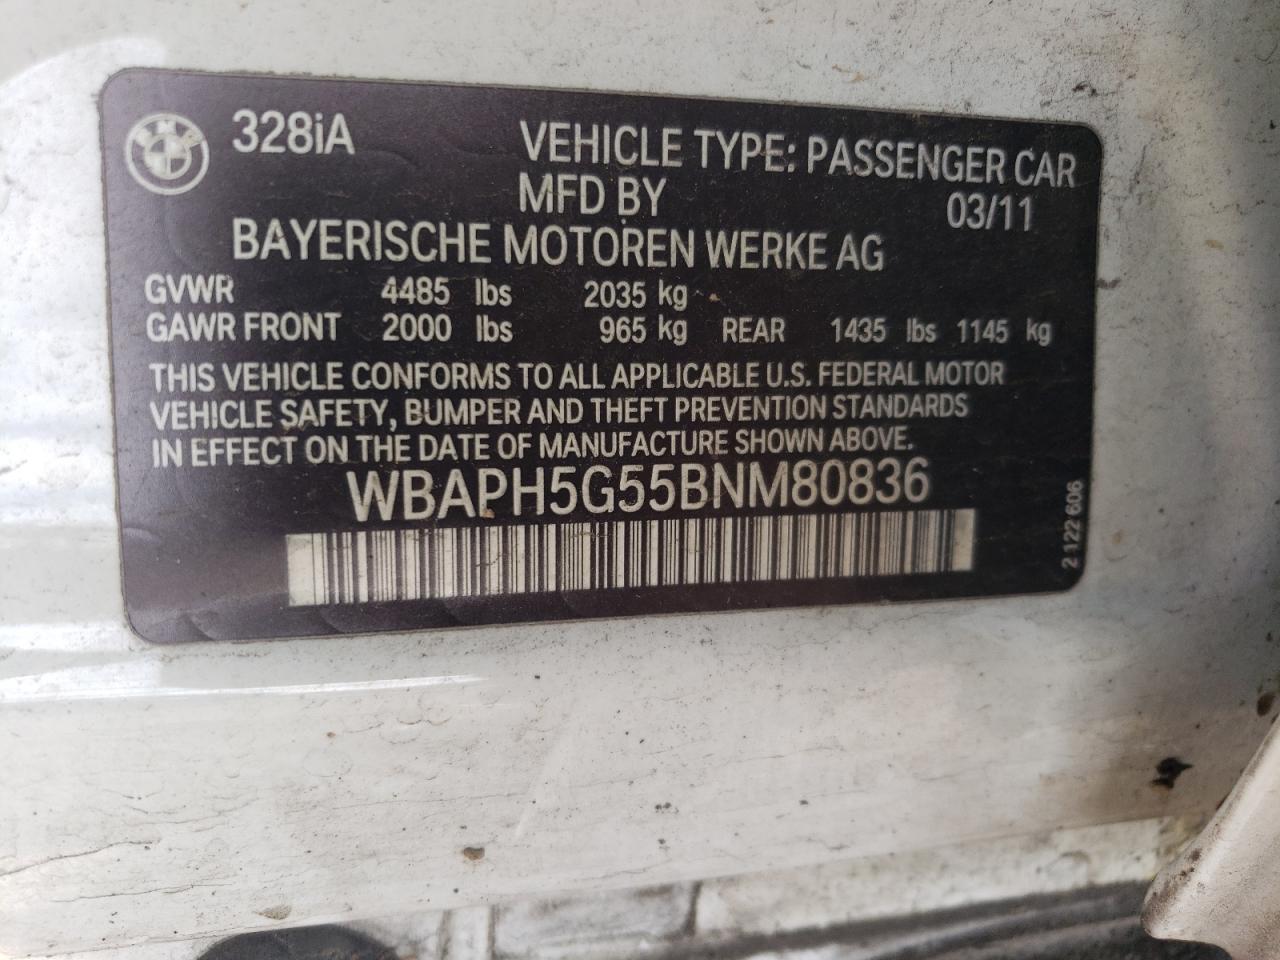 BMW
328iA
VEHICLE TYPE: PASSENGER CAR
MFD BY 03/11
BAYERISCHE MOTOREN WERKE AG
GVWR 4485 lbs 2035 kg
GAWR FRONT 2000 lbs 965 kg REAR 1435 lbs 1145 kg
THIS VEHICLE CONFORMS TO ALL APPLICABLE U.S. FEDERAL MOTOR
VEHICLE SAFETY, BUMPER AND THEFT PREVENTION STANDARDS
IN EFFECT ON THE DATE OF MANUFACTURE SHOWN ABOVE.
WBAPH5G55BNM80836
2 122 606